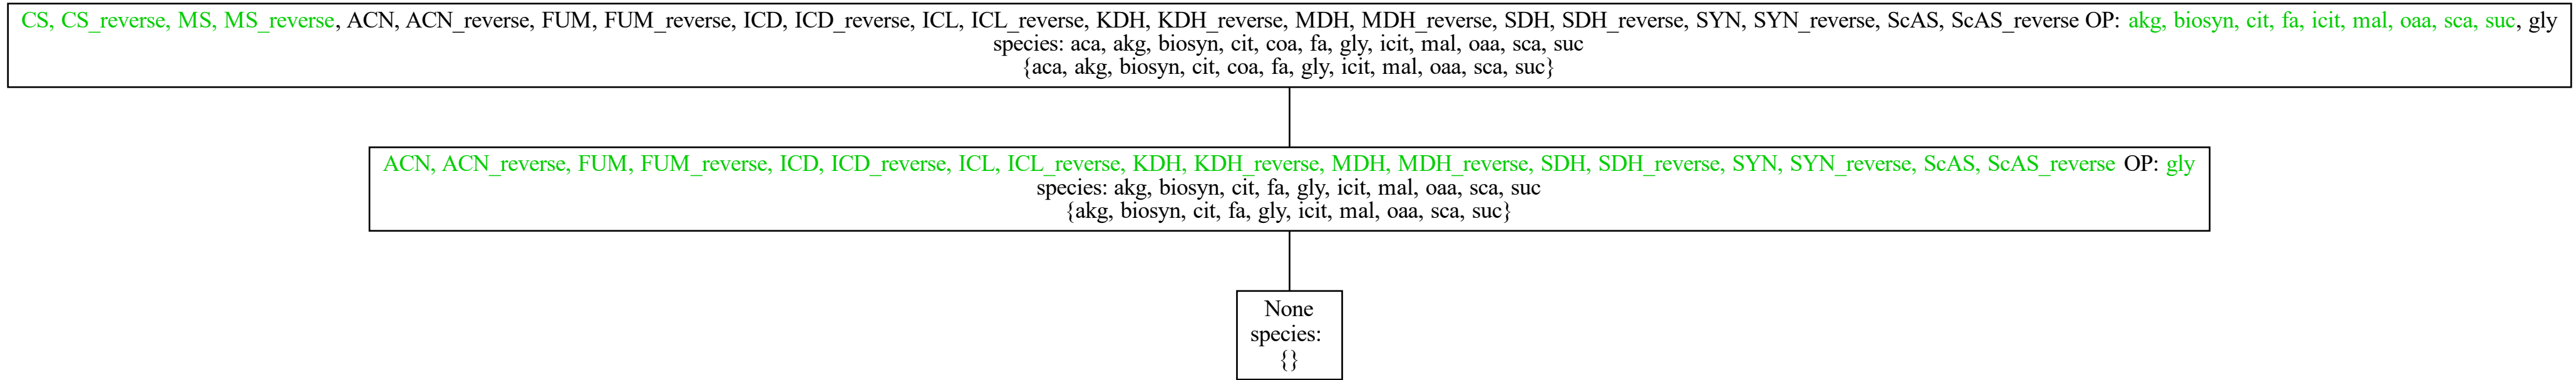 CS, CS_reverse, MS, MS_reverse, ACN, ACN_reverse, FUM, FUM_reverse, ICD, ICD_reverse, ICL, ICL_reverse, KDH, KDH_reverse, MDH, MDH_reverse, SDH, SDH_reverse, SYN, SYN_reverse, ScAS, ScAS_reverse OP: akg, biosyn, cit, fa, icit, mal, oaa, sca, suc, gly
species: aca, akg, biosyn, cit, coa, fa, gly, icit, mal, oaa, sca, suc
{aca, akg, biosyn, cit, coa, fa, gly, icit, mal, oaa, sca, suc}
ACN, ACN_reverse, FUM, FUM_reverse, ICD, ICD_reverse, ICL, ICL_reverse, KDH, KDH_reverse, MDH, MDH_reverse, SDH, SDH_reverse, SYN, SYN_reverse, ScAS, ScAS_reverse OP: gly
species: akg, biosyn, cit, fa, gly, icit, mal, oaa, sca, suc
{akg, biosyn, cit, fa, gly, icit, mal, oaa, sca, suc}
None
species:
{}